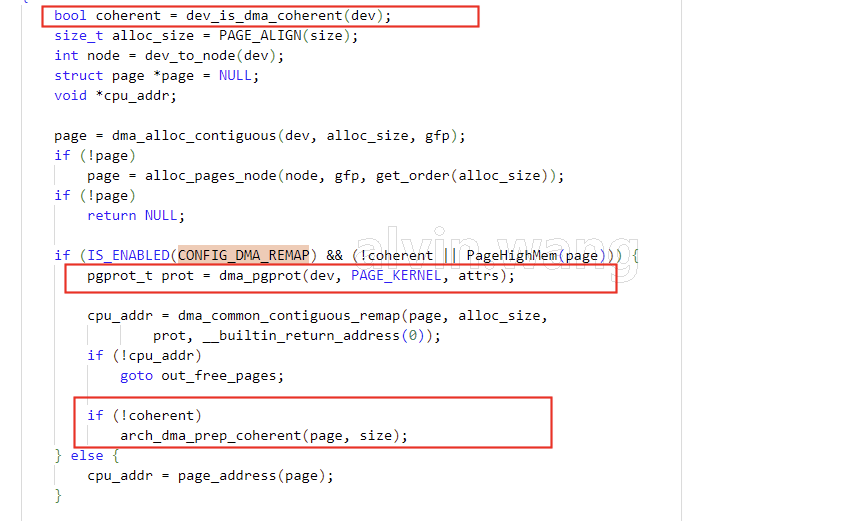 {
bool coherent = dev_is_dma_coherent(dev);
size_t alloc_size = PAGE_ALIGN(size);
int node = dev_to_node(dev);
struct page *page = NULL;
void *cpu_addr;
page = dma_alloc_contiguous(dev, alloc_size, gfp);
if (!page)
page = alloc_pages_node(node, gfp, get_order(alloc_size));
if (!page)
return NULL;
alvin wang
if (IS_ENABLED(CONFIG_DMA_REMAP) && (!coherent || PageHighMem(page))) {
pgprot_t prot = dma_pgprot(dev, PAGE_KERNEL, attrs);
cpu_addr = dma_common_contiguous_remap(page, alloc_size,
prot, __builtin_return_address(0));
if (!cpu_addr)
goto out_free_pages;
if (!coherent)
arch_dma_prep_coherent(page, size);
} else {
cpu_addr = page_address(page);
}